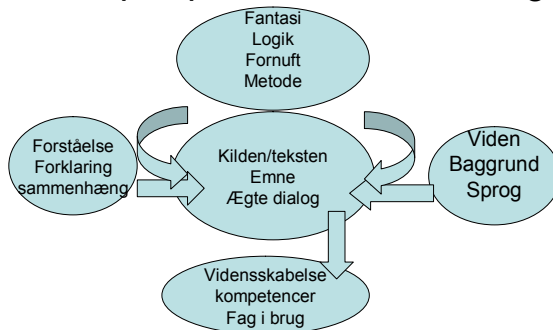 Fantasi
Logik
Fornuft
Metode
Forståelse
Forklaring
sammenhæng
Kilden/teksten
Emne
Ægte dialog
Viden
Baggrund
Sprog
Vidensskabelse
kompetencer
Fag i brug